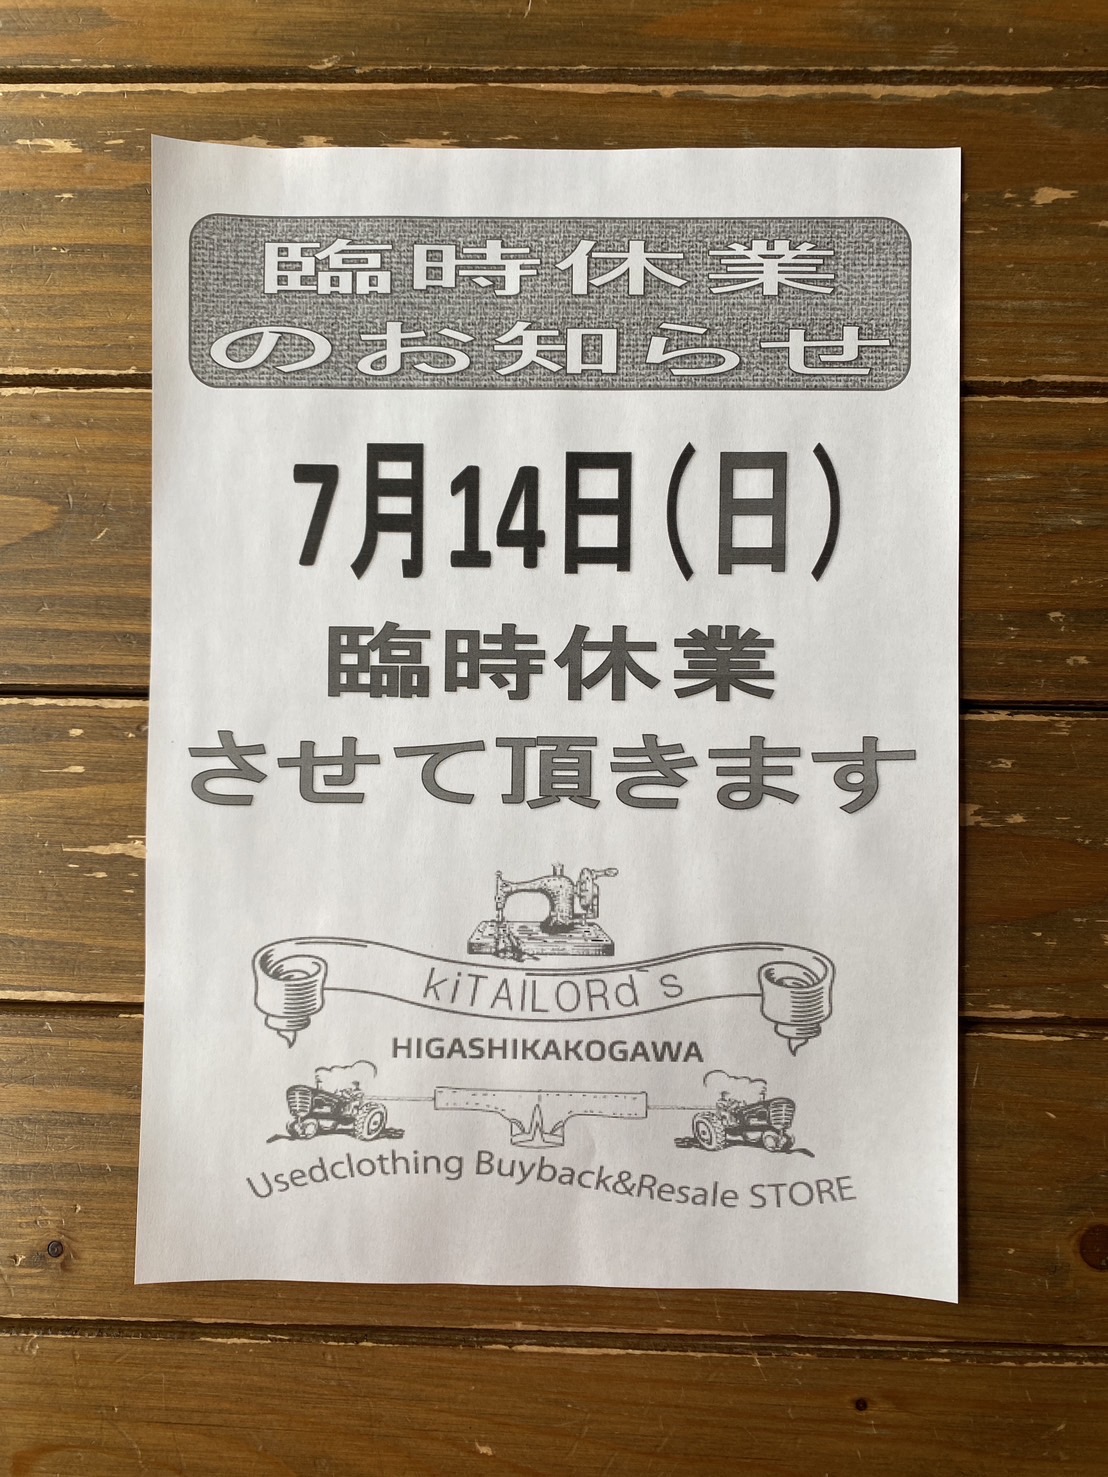 臨時休業
のお知らせ
7月14日(日)
臨時休業
させて頂きます
kiTAILORd`s
HIGASHIKAKOGAWA
Usedclothing Buyback&Resale STORE